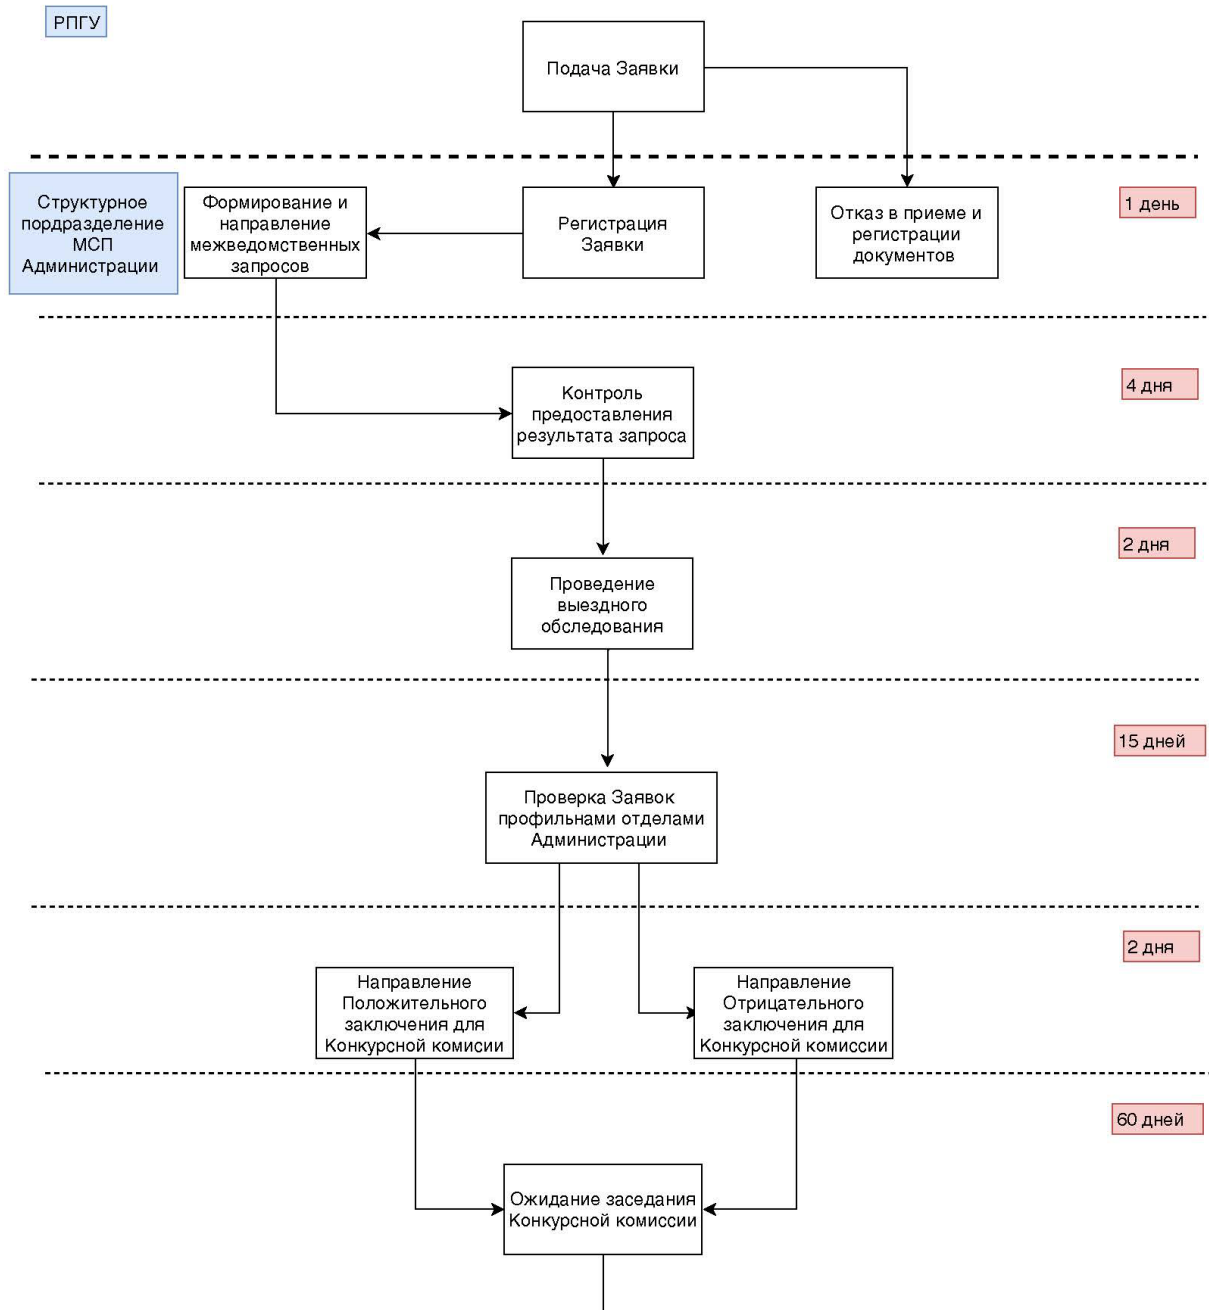 РПГУ
Подача Заявки
Структурное
пордразделение
МСП
Администрации
Формирование и
направление
межведомственных
запросов
Регистрация
Заявки
Отказ в приеме и
регистрации
документов
1 день
Контроль
предоставления
результата запроса
4 дня
Проведение
выездного
обследования
2 дня
15 дней
Проверка Заявок
профильнами отделами
Администрации
2 дня
Направление
Положительного
заключения для
Конкурсной комисии
Направление
Отрицательного
заключения для
Конкурсной комиссии
60 дней
Ожидание заседания
Конкурсной комиссии